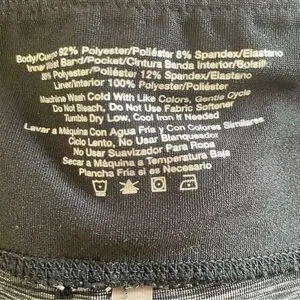 Body/Cuerpo 92% Polyester/Poliéster 8% Spandex/Elastano
Inner Waist Band/Pocket/Cintura Banda Interior/Bolsillo
8% Polyester/Poliéster 12% Spandex/Elastano
Liner/Interior 100% Polyester/Poliéster
Machine Wash Cold With Like Colors, Gentle Cycle
Do Not Bleach, Do Not Use Fabric Softener
Tumble Dry Low, Cool Iron If Needed
Lavar a Máquina Con Agua Fría y Con Colores Similares
Ciclo Lento, No Usar Blanqueador
No Usar Suavizador Para Ropa
Secar a Máquina a Temperatura Baja
Plancha Fría si es Necesario